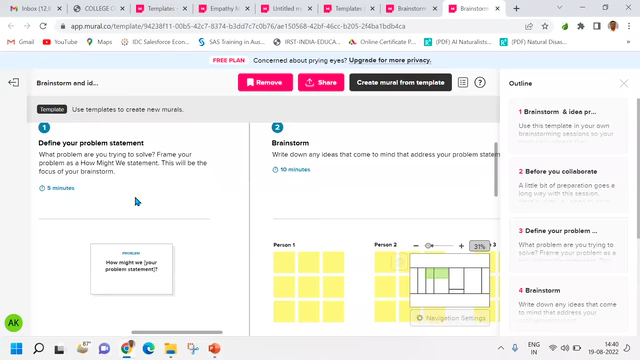 Inbox (12.5
COLLEGE C
Templates
Empathy M
Untitled m
Templates
Brainstorm
Brainstorm
app.mural.co/template/94238f11-00b5-42c7-8374-b3dd7c7c0b76/ae150568-42bf-46cc-b205-2f4ba1bdb4ca
Gmail
YouTube
Maps
IDC Software Econo...
SAS Training in Aus...
IRST-INDIA-EDUCA...
Online Certificate P...
(PDF) AI Naturalists...
(PDF) Natural Disas...
FREE PLAN Concerned about prying eyes? Upgrade for more privacy.
Brainstorm and id...
Remove
Share
Create mural from template
Outline
Template Use templates to create new murals.
1
Define your problem statement
What problem are you trying to solve? Frame your
problem as a How Might We statement. This will be the
focus of your brainstorm.
5 minutes
PROBLEM
How might we [your
problem statement]?
2
Brainstorm
Write down any ideas that come to mind that address your problem statem
10 minutes
Person 1
Person 2
3
31%
Navigation Settings
1 Brainstorm & idea pr...
Use this template in your own
brainstorming sessions so your
2 Before you collaborate
A little bit of preparation goes a
long way with this session.
3 Define your problem ...
What problem are you trying to
solve? Frame your problem as a
4 Brainstorm
Write down any ideas that come
to mind that address your
AK
87°
ENG
IN
14:40
19-08-2022